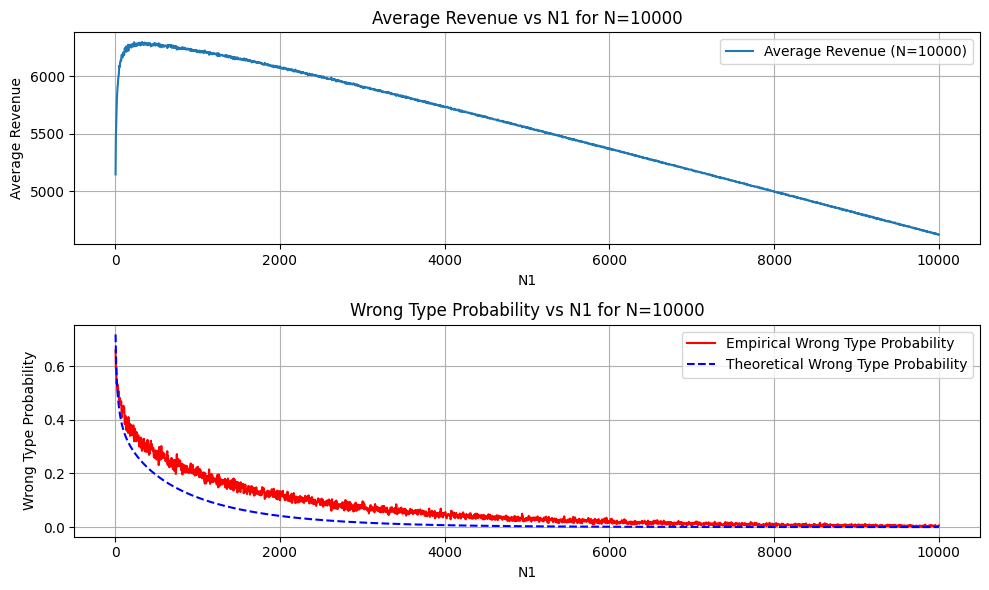 Average Revenue vs N1 for N=10000
Average Revenue (N=10000)
Average Revenue
6000
5500
5000
0 2000 4000 6000 8000 10000
N1
Wrong Type Probability vs N1 for N=10000
Empirical Wrong Type Probability
Theoretical Wrong Type Probability
Wrong Type Probability
0.6
0.4
0.2
0.0
0 2000 4000 6000 8000 10000
N1